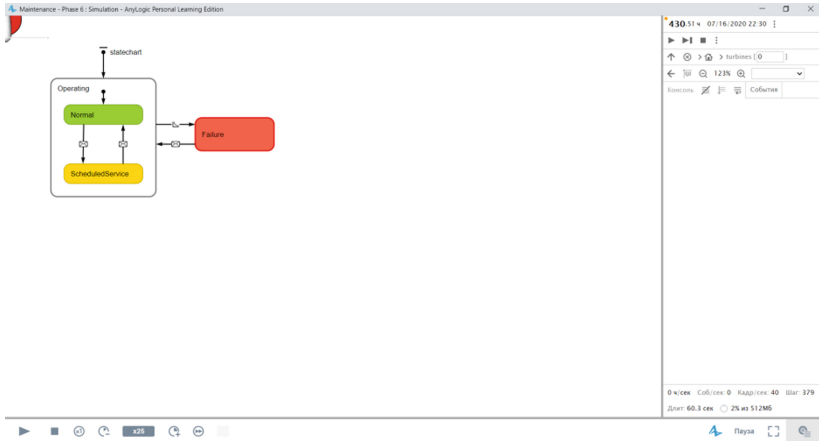 Maintenance - Phase 6 : Simulation - AnyLogic Personal Learning Edition
430.51 ч 07/16/2020 22:30
statechart
Operating
Normal
Failure
ScheduledService
> turbines [ 0 ]
123%
Консоль События
0 ч/сек Соб/сек: 0 Кадр/сек: 40 Шаг: 379
Длит: 60.3 сек 2% из 512Мб
x1 x25 Пауза